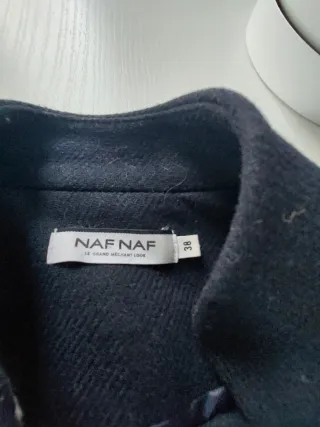 NAF NAF
LE GRAND MÉCHANT LOOK
38